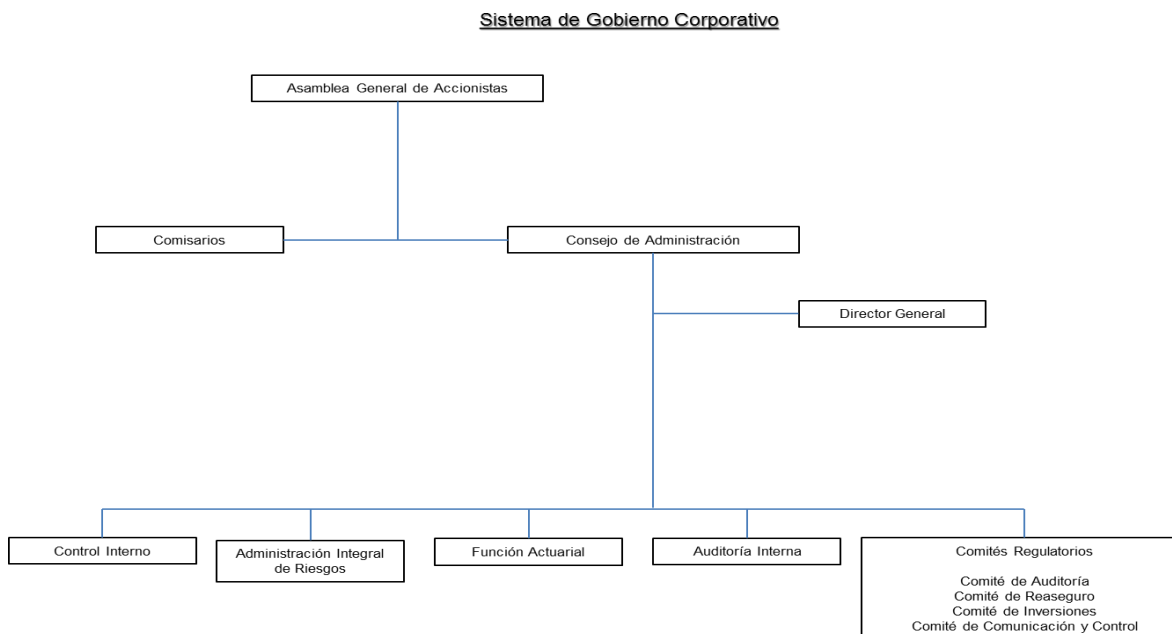 Sistema de Gobierno Corporativo
Asamblea General de Accionistas
Comisarios
Consejo de Administración
Director General
Control Interno
Administración Integral
de Riesgos
Función Actuarial
Auditoría Interna
Comités Regulatorios
Comité de Auditoría
Comité de Reaseguro
Comité de Inversiones
Comité de Comunicación y Control